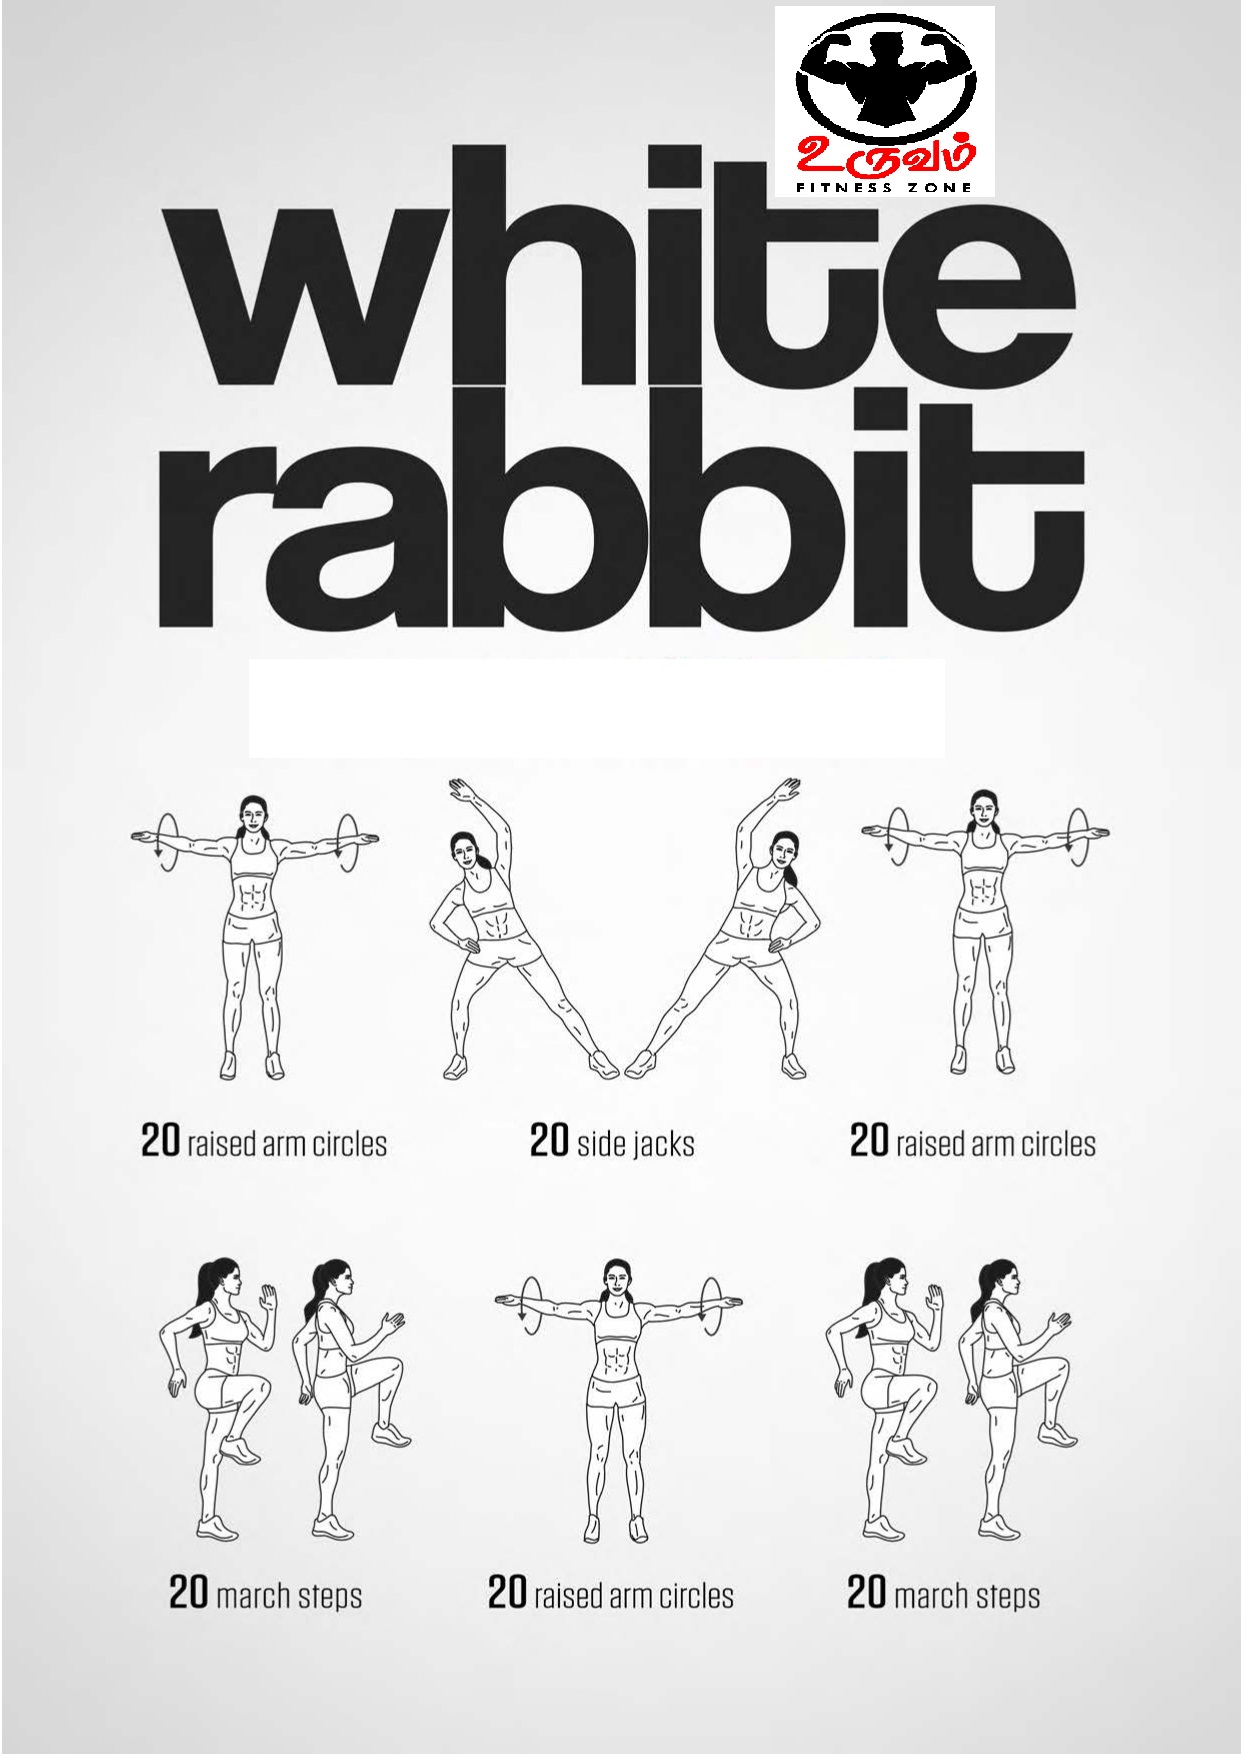 உருவம்
FITNESS ZONE
white
rabbit
20 raised arm circles
20 side jacks
20 raised arm circles
20 march steps
20 raised arm circles
20 march steps